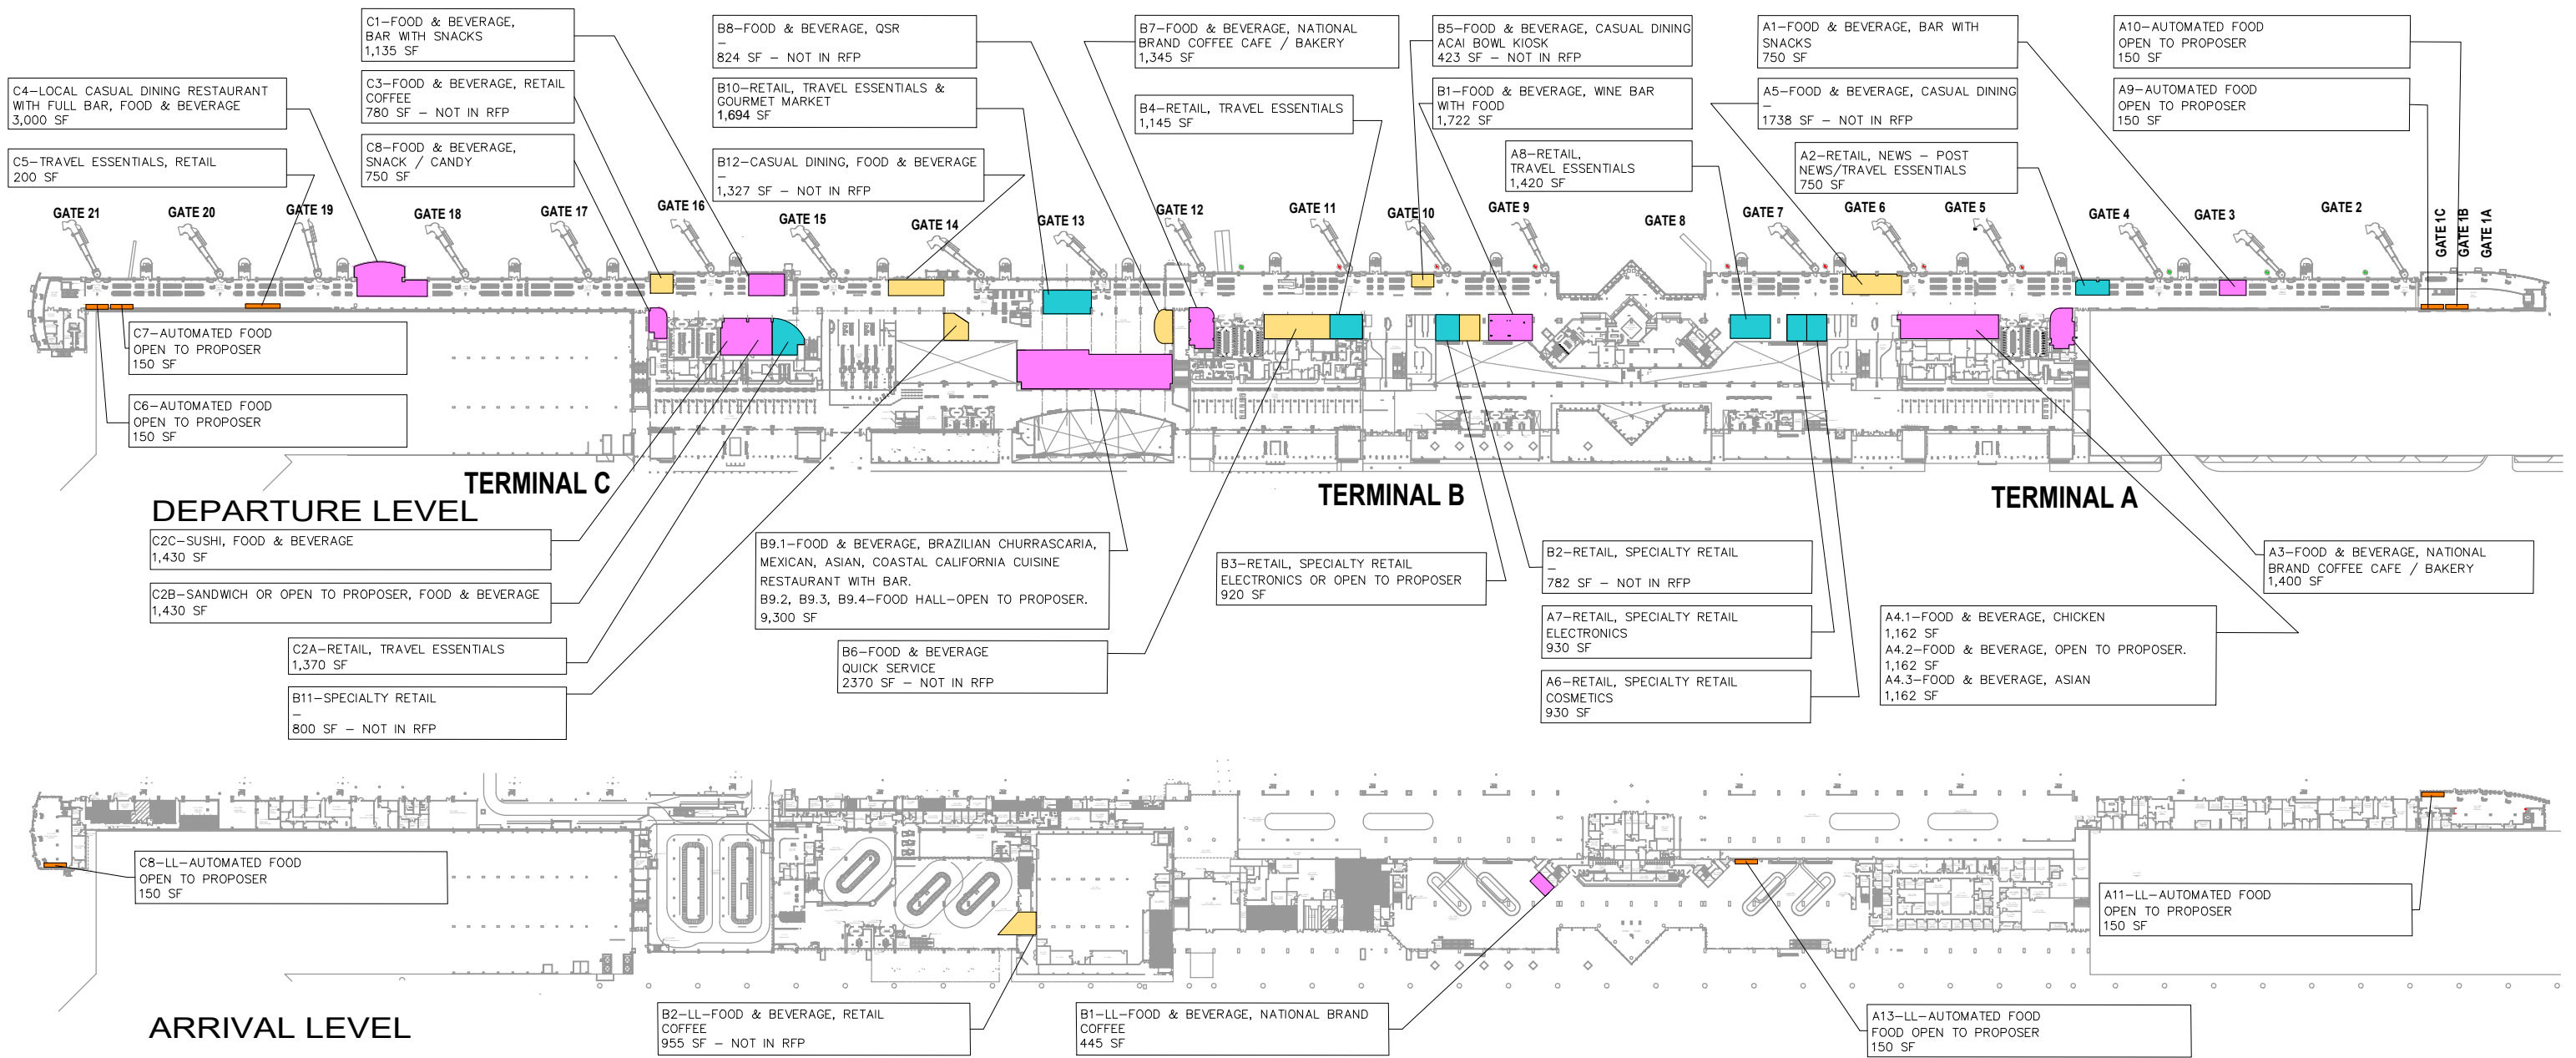 C1–FOOD & BEVERAGE,
BAR WITH SNACKS
1,135 SF
B8–FOOD & BEVERAGE, QSR
–
824 SF – NOT IN RFP
B7–FOOD & BEVERAGE, NATIONAL
BRAND COFFEE CAFE / BAKERY
1,345 SF
B5–FOOD & BEVERAGE, CASUAL DINING
ACAI BOWL KIOSK
423 SF – NOT IN RFP
A1–FOOD & BEVERAGE, BAR WITH
SNACKS
750 SF
A10–AUTOMATED FOOD
OPEN TO PROPOSER
150 SF
C4–LOCAL CASUAL DINING RESTAURANT
WITH FULL BAR, FOOD & BEVERAGE
3,000 SF
C3–FOOD & BEVERAGE, RETAIL
COFFEE
780 SF – NOT IN RFP
B10–RETAIL, TRAVEL ESSENTIALS &
GOURMET MARKET
1,694 SF
B4–RETAIL, TRAVEL ESSENTIALS
1,145 SF
B1–FOOD & BEVERAGE, WINE BAR
WITH FOOD
1,722 SF
A5–FOOD & BEVERAGE, CASUAL DINING
–
1738 SF – NOT IN RFP
A9–AUTOMATED FOOD
OPEN TO PROPOSER
150 SF
C5–TRAVEL ESSENTIALS, RETAIL
200 SF
C8–FOOD & BEVERAGE,
SNACK / CANDY
750 SF
B12–CASUAL DINING, FOOD & BEVERAGE
–
1,327 SF – NOT IN RFP
A8–RETAIL,
TRAVEL ESSENTIALS
1,420 SF
A2–RETAIL, NEWS – POST
NEWS/TRAVEL ESSENTIALS
750 SF
GATE 21
GATE 20
GATE 19
GATE 18
GATE 17
GATE 16
GATE 15
GATE 14
GATE 13
GATE 12
GATE 11
GATE 10
GATE 9
GATE 8
GATE 7
GATE 6
GATE 5
GATE 4
GATE 3
GATE 2
GATE 1C
GATE 1B
GATE 1A
C7–AUTOMATED FOOD
OPEN TO PROPOSER
150 SF
C6–AUTOMATED FOOD
OPEN TO PROPOSER
150 SF
TERMINAL C
TERMINAL B
TERMINAL A
DEPARTURE LEVEL
C2C–SUSHI, FOOD & BEVERAGE
1,430 SF
C2B–SANDWICH OR OPEN TO PROPOSER, FOOD & BEVERAGE
1,430 SF
C2A–RETAIL, TRAVEL ESSENTIALS
1,370 SF
B11–SPECIALTY RETAIL
–
800 SF – NOT IN RFP
B9.1–FOOD & BEVERAGE, BRAZILIAN CHURRASCARIA,
MEXICAN, ASIAN, COASTAL CALIFORNIA CUISINE
RESTAURANT WITH BAR.
B9.2, B9.3, B9.4–FOOD HALL–OPEN TO PROPOSER.
9,300 SF
B6–FOOD & BEVERAGE
QUICK SERVICE
2370 SF – NOT IN RFP
B3–RETAIL, SPECIALTY RETAIL
ELECTRONICS OR OPEN TO PROPOSER
920 SF
B2–RETAIL, SPECIALTY RETAIL
–
782 SF – NOT IN RFP
A7–RETAIL, SPECIALTY RETAIL
ELECTRONICS
930 SF
A6–RETAIL, SPECIALTY RETAIL
COSMETICS
930 SF
A3–FOOD & BEVERAGE, NATIONAL
BRAND COFFEE CAFE / BAKERY
1,400 SF
A4.1–FOOD & BEVERAGE, CHICKEN
1,162 SF
A4.2–FOOD & BEVERAGE, OPEN TO PROPOSER.
1,162 SF
A4.3–FOOD & BEVERAGE, ASIAN
1,162 SF
C8–LL–AUTOMATED FOOD
OPEN TO PROPOSER
150 SF
A11–LL–AUTOMATED FOOD
OPEN TO PROPOSER
150 SF
B2–LL–FOOD & BEVERAGE, RETAIL
COFFEE
955 SF – NOT IN RFP
B1–LL–FOOD & BEVERAGE, NATIONAL BRAND
COFFEE
445 SF
A13–LL–AUTOMATED FOOD
FOOD OPEN TO PROPOSER
150 SF
ARRIVAL LEVEL